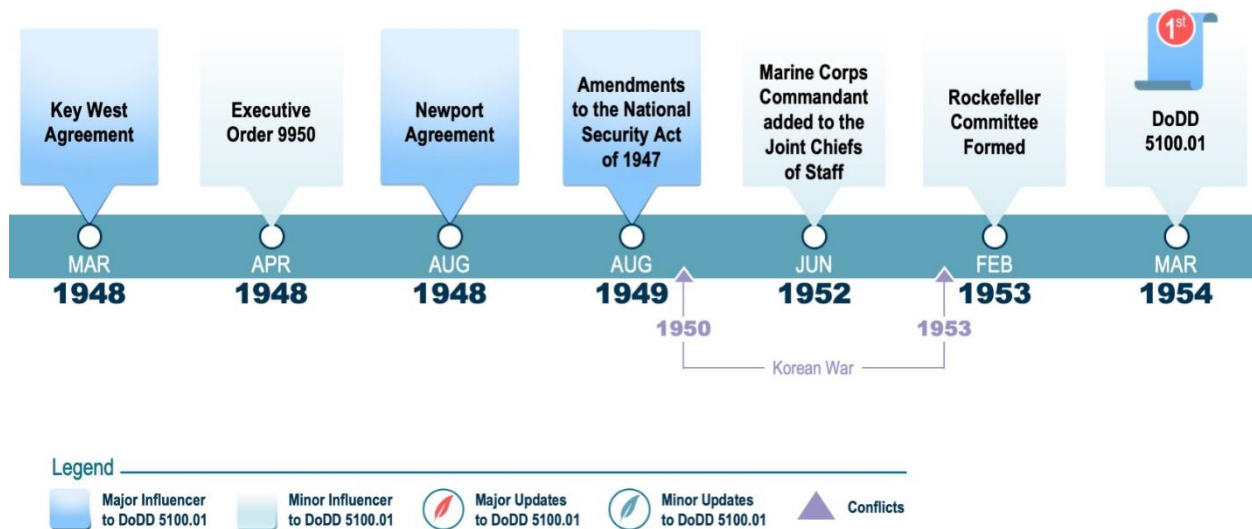 Key West
Agreement
MAR
1948
Executive
Order 9950
APR
1948
Newport
Agreement
AUG
1948
Amendments
to the National
Security Act
of 1947
AUG
1949
Marine Corps
Commandant
added to the
Joint Chiefs
of Staff
JUN
1952
Rockefeller
Committee
Formed
FEB
1953
1st
DoDD
5100.01
MAR
1954
1950
1953
Korean War
Legend
Major Influencer
to DoDD 5100.01
Minor Influencer
to DoDD 5100.01
Major Updates
to DoDD 5100.01
Minor Updates
to DoDD 5100.01
Conflicts